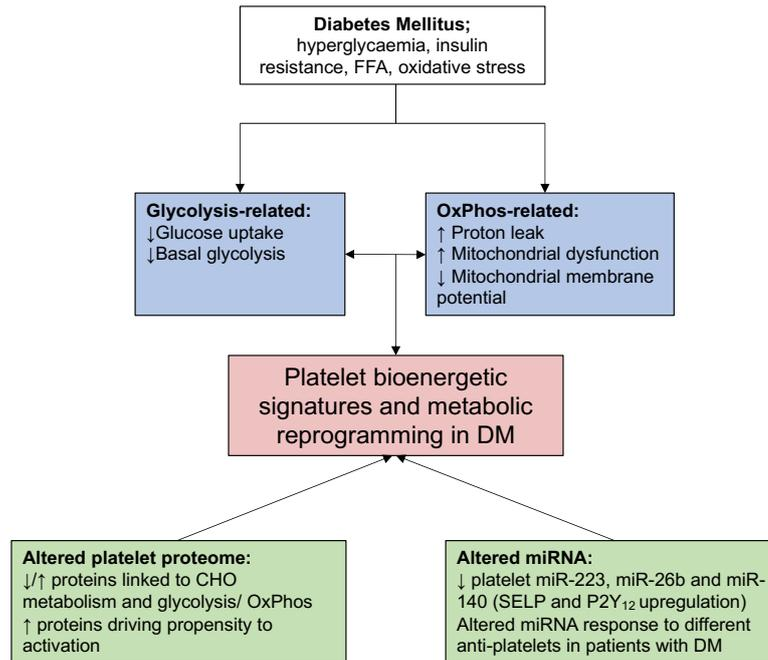 Diabetes Mellitus;
hyperglycaemia, insulin
resistance, FFA, oxidative stress
Glycolysis-related:
↓Glucose uptake
↓Basal glycolysis
OxPhos-related:
↑ Proton leak
↑ Mitochondrial dysfunction
↓ Mitochondrial membrane
potential
Platelet bioenergetic
signatures and metabolic
reprogramming in DM
Altered platelet proteome:
↓/↑ proteins linked to CHO
metabolism and glycolysis/ OxPhos
↑ proteins driving propensity to
activation
Altered miRNA:
↓ platelet miR-223, miR-26b and miR-
140 (SELP and P2Y₁₂ upregulation)
Altered miRNA response to different
anti-platelets in patients with DM